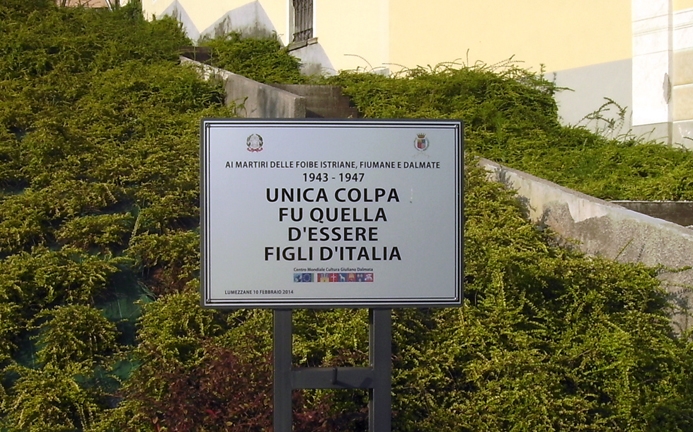 AI MARTIRI DELLE FOIBE ISTRIANE, FIUMANE E DALMATE
1943 - 1947
UNICA COLPA
FU QUELLA
D'ESSERE
FIGLI D'ITALIA
Centro Mondiale Cultura Giuliano Dalmata
LUMEZZANE 10 FEBBRAIO 2014